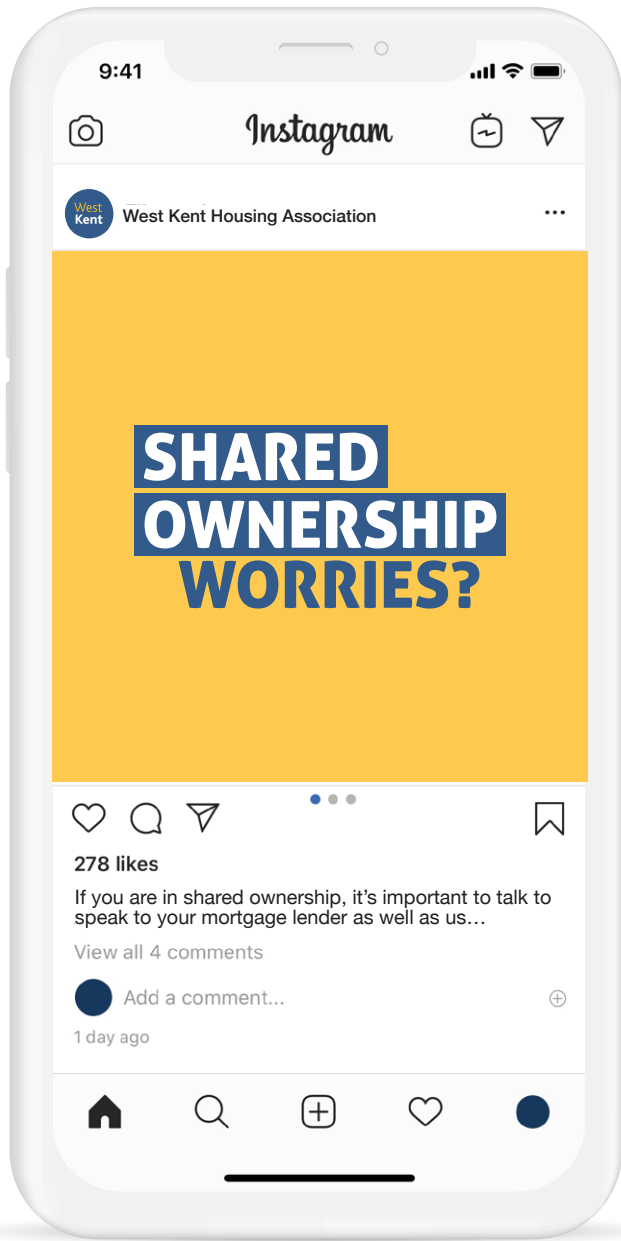 9:41
Instagram
West
Kent
West Kent Housing Association
SHARED
OWNERSHIP
WORRIES?
278 likes
If you are in shared ownership, it’s important to talk to
speak to your mortgage lender as well as us…
View all 4 comments
Add a comment...
1 day ago